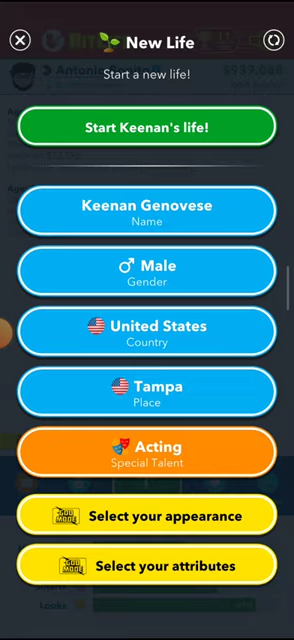 New Life
Start a new life!
Start Keenan's life!
Keenan Genovese
Name
Male
Gender
United States
Country
Tampa
Place
Acting
Special Talent
GOD MODE Select your appearance
GOD MODE Select your attributes
Looks